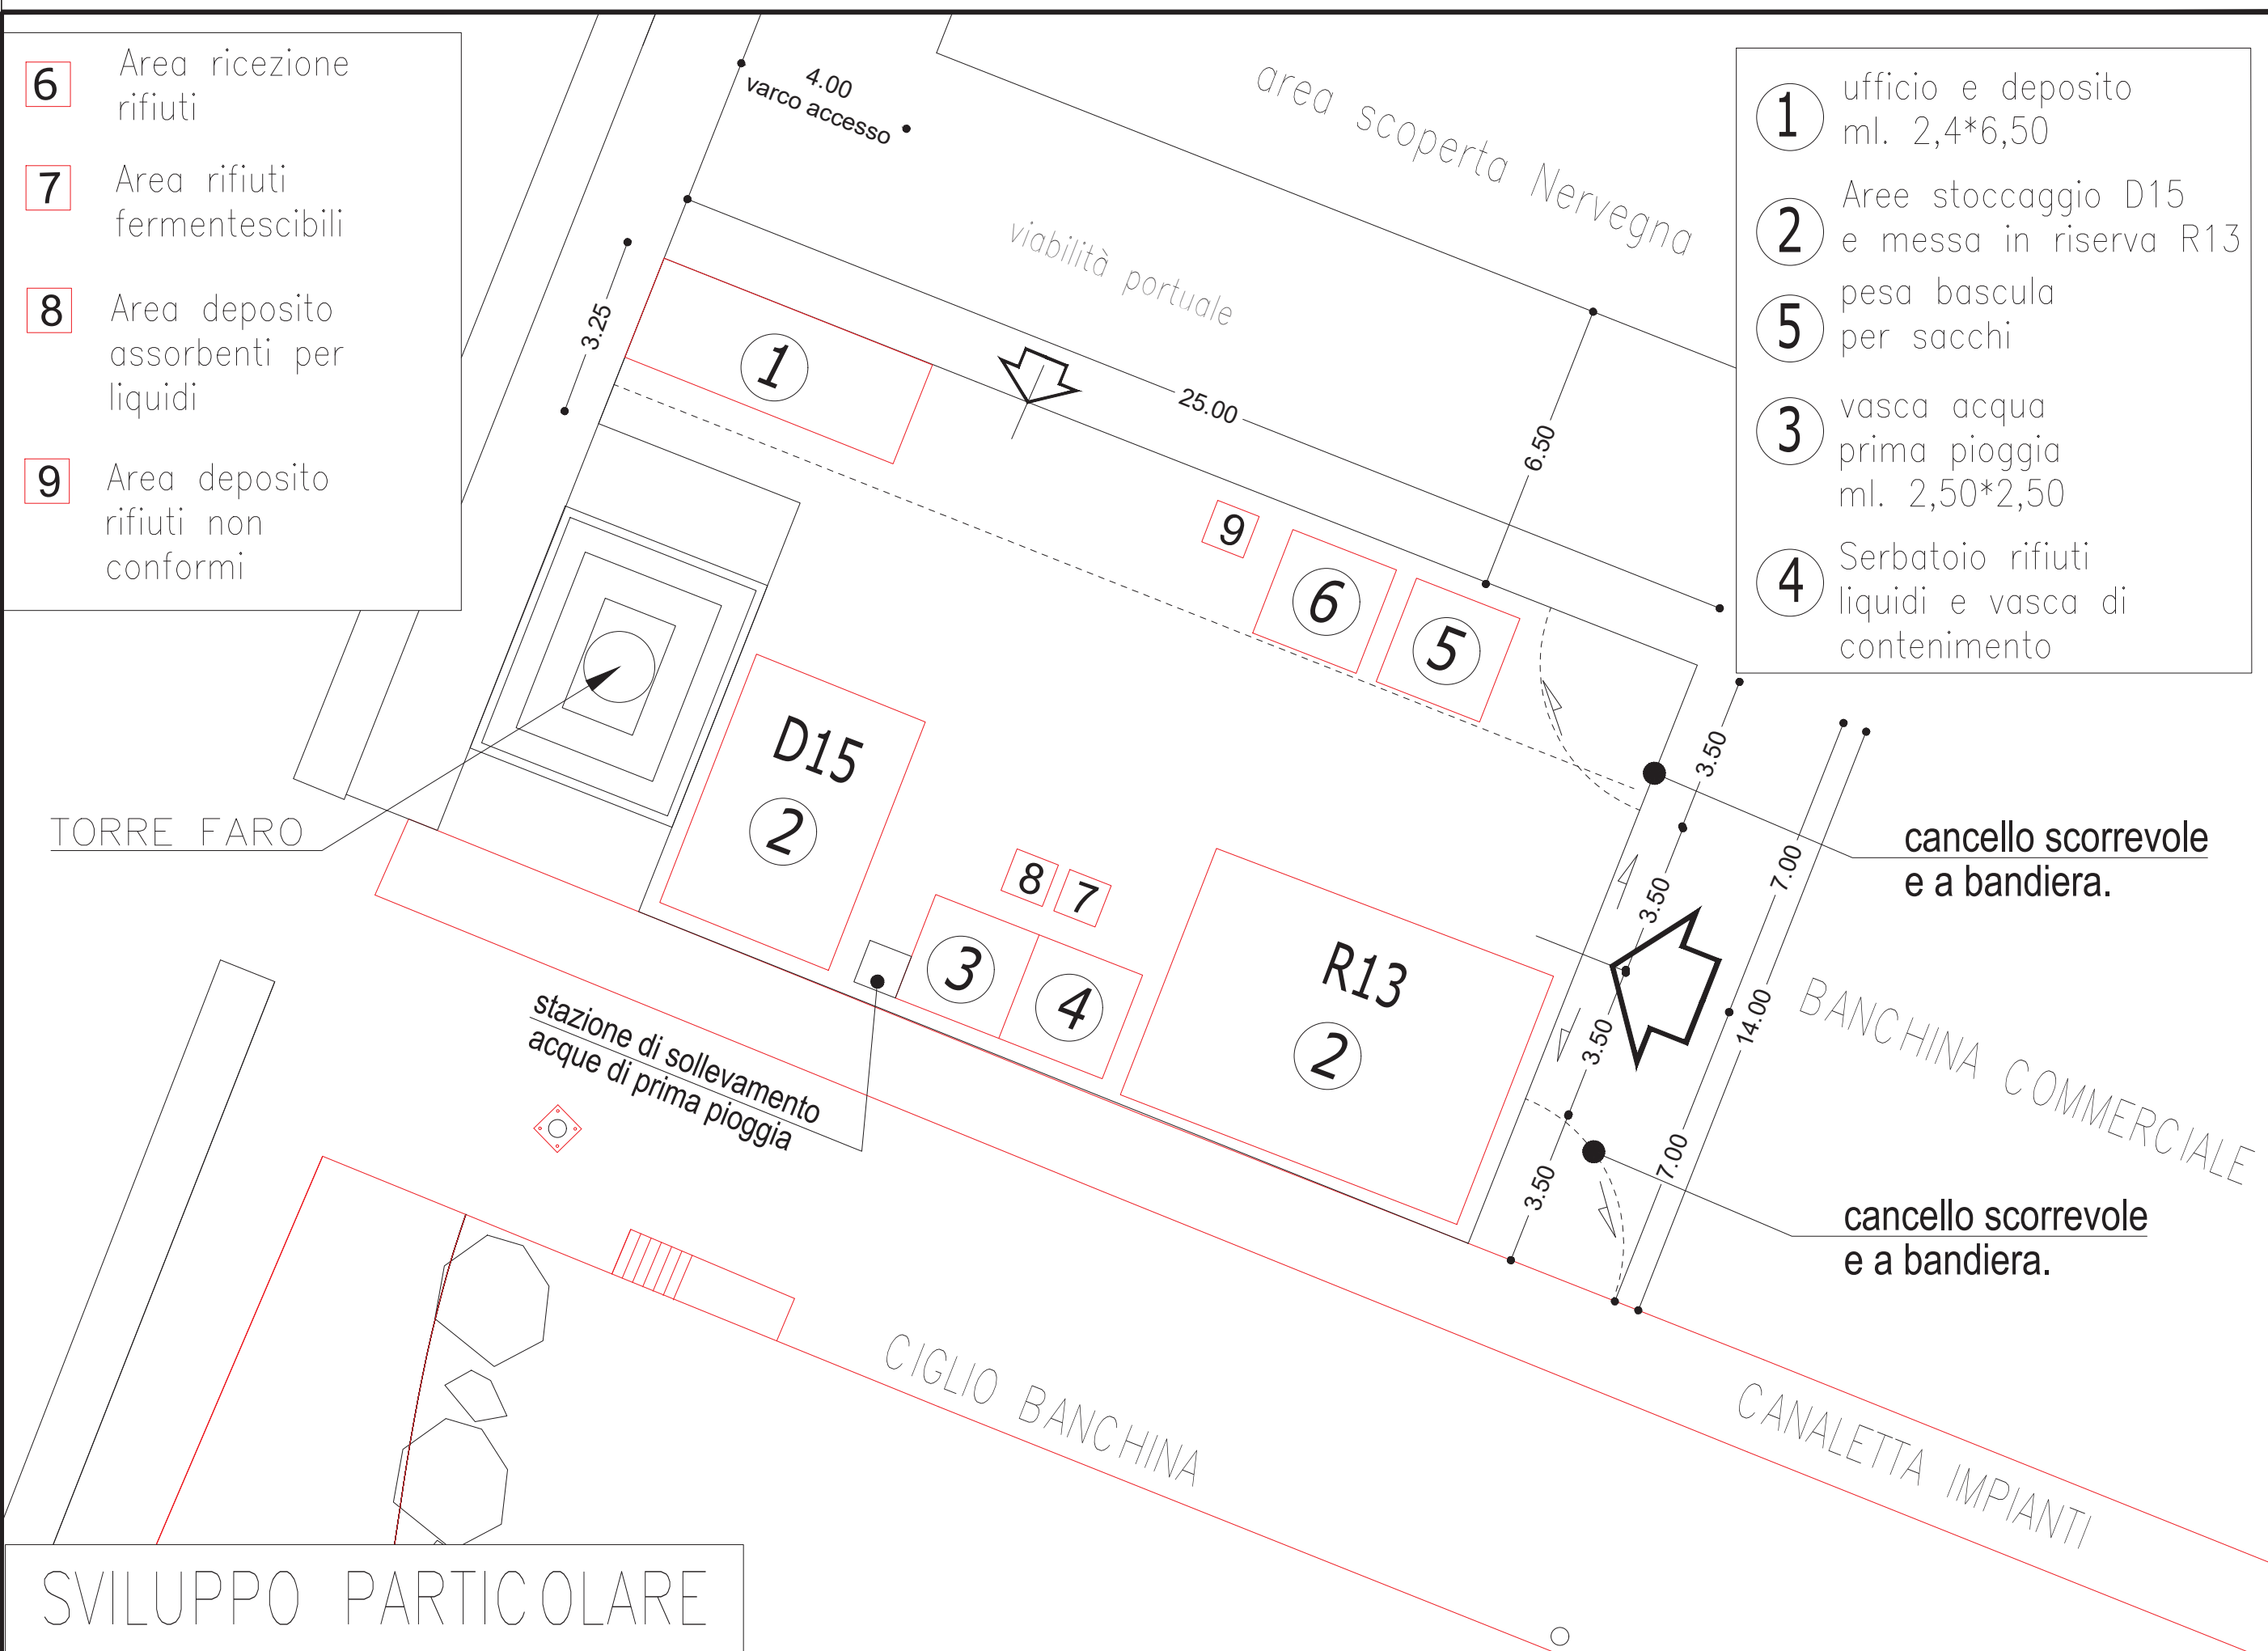 6
Area ricezione
rifiuti
7
Area rifiuti
fermentescibili
8
Area deposito
assorbenti per
liquidi
9
Area deposito
rifiuti non
conformi
4.00
varco accesso
area scoperta Nervegna
viabilità portuale
1
ufficio e deposito
ml. 2,4*6,50
2
Aree stoccaggio D15
e messa in riserva R13
5
pesa bascula
per sacchi
3
vasca acqua
prima pioggia
ml. 2,50*2,50
4
Serbatoio rifiuti
liquidi e vasca di
contenimento
3.25
1
25.00
6.50
9
6
5
D15
2
TORRE FARO
8
7
3
4
R13
2
3.50
3.50
3.50
3.50
7.00
7.00
14.00
cancello scorrevole
e a bandiera.
BANCHINA COMMERCIALE
cancello scorrevole
e a bandiera.
stazione di sollevamento
acque di prima pioggia
CIGLIO BANCHINA
CANALETTA IMPIANTI
SVILUPPO PARTICOLARE